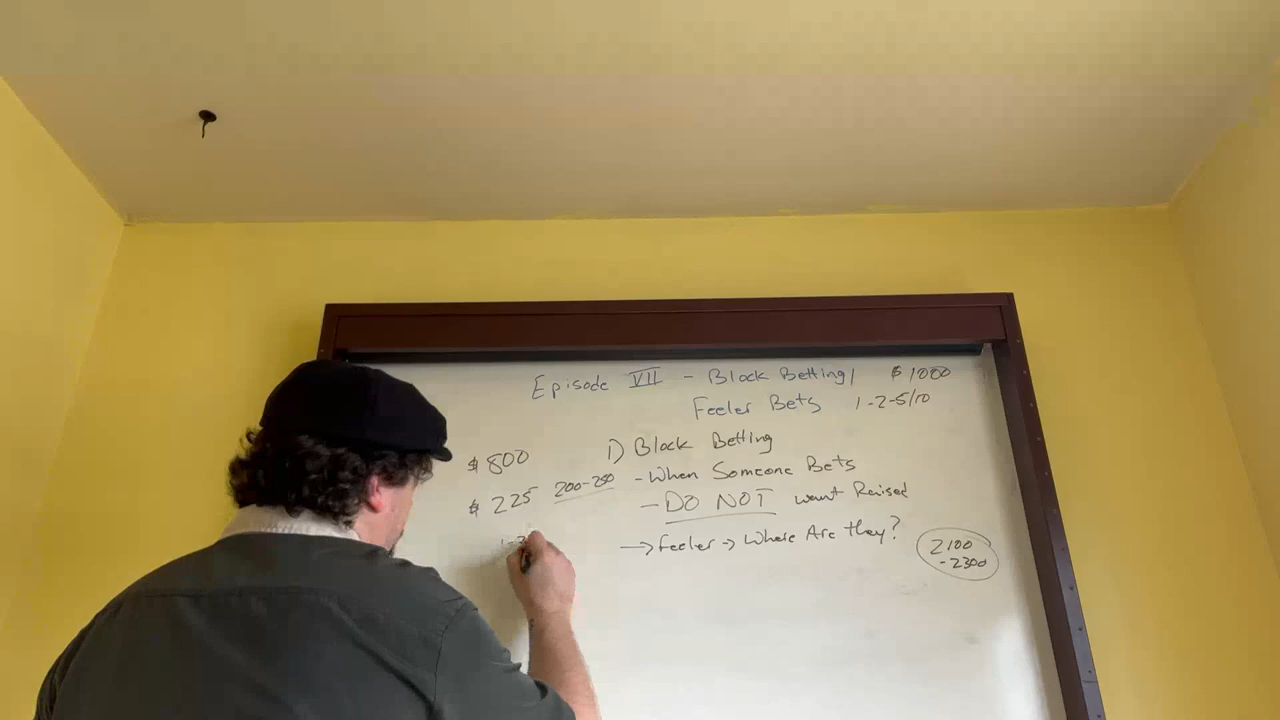 Episode VII - Block Betting/ $1000
Feeler Bets 1-2-5/10
$800
1) Block Betting
$225 200-250
- When Someone Bets
- DO NOT want Raised
→ Feeler → Where Are they?
2100
-2300